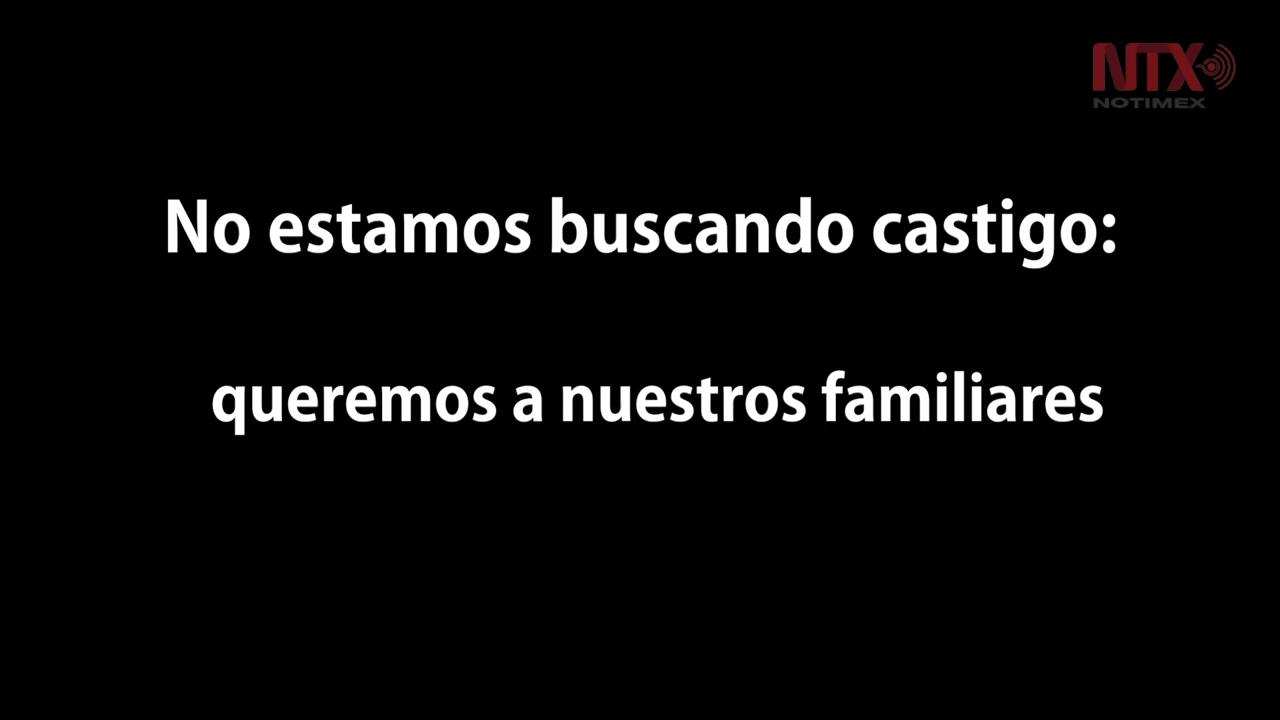 NTX
NOTIMEX
No estamos buscando castigo:
queremos a nuestros familiares